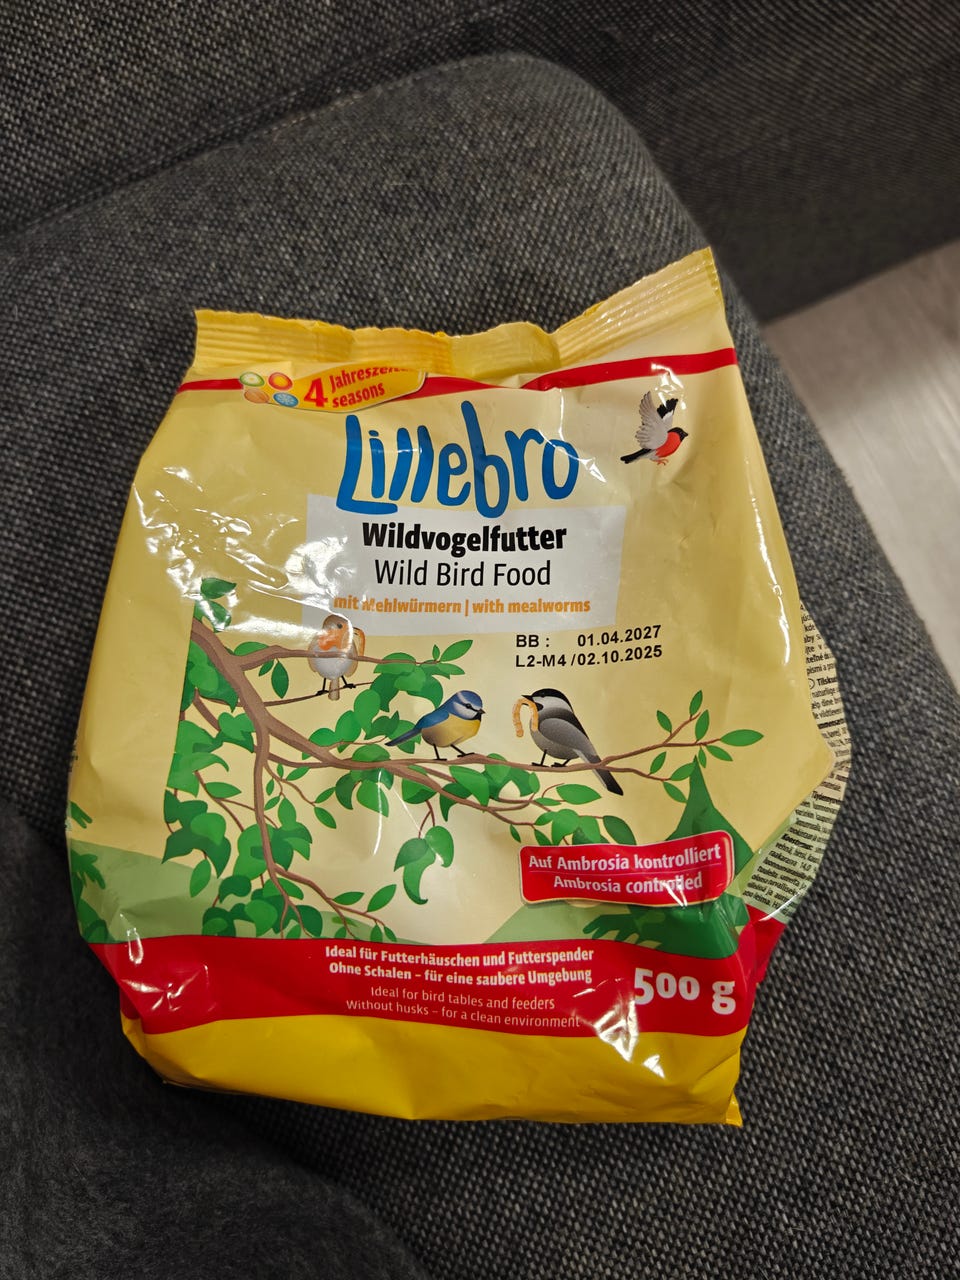 4 Jahreszeiten
seasons
Lillebro
Wildvogelfutter
Wild Bird Food
mit Mehlwürmern | with mealworms
BB : 01.04.2027
L2-M4 /02.10.2025
Auf Ambrosia kontrolliert
Ambrosia controlled
Ideal für Futterhäuschen und Futterspender
Ohne Schalen – für eine saubere Umgebung
Ideal for bird tables and feeders
Without husks – for a clean environment
500 g